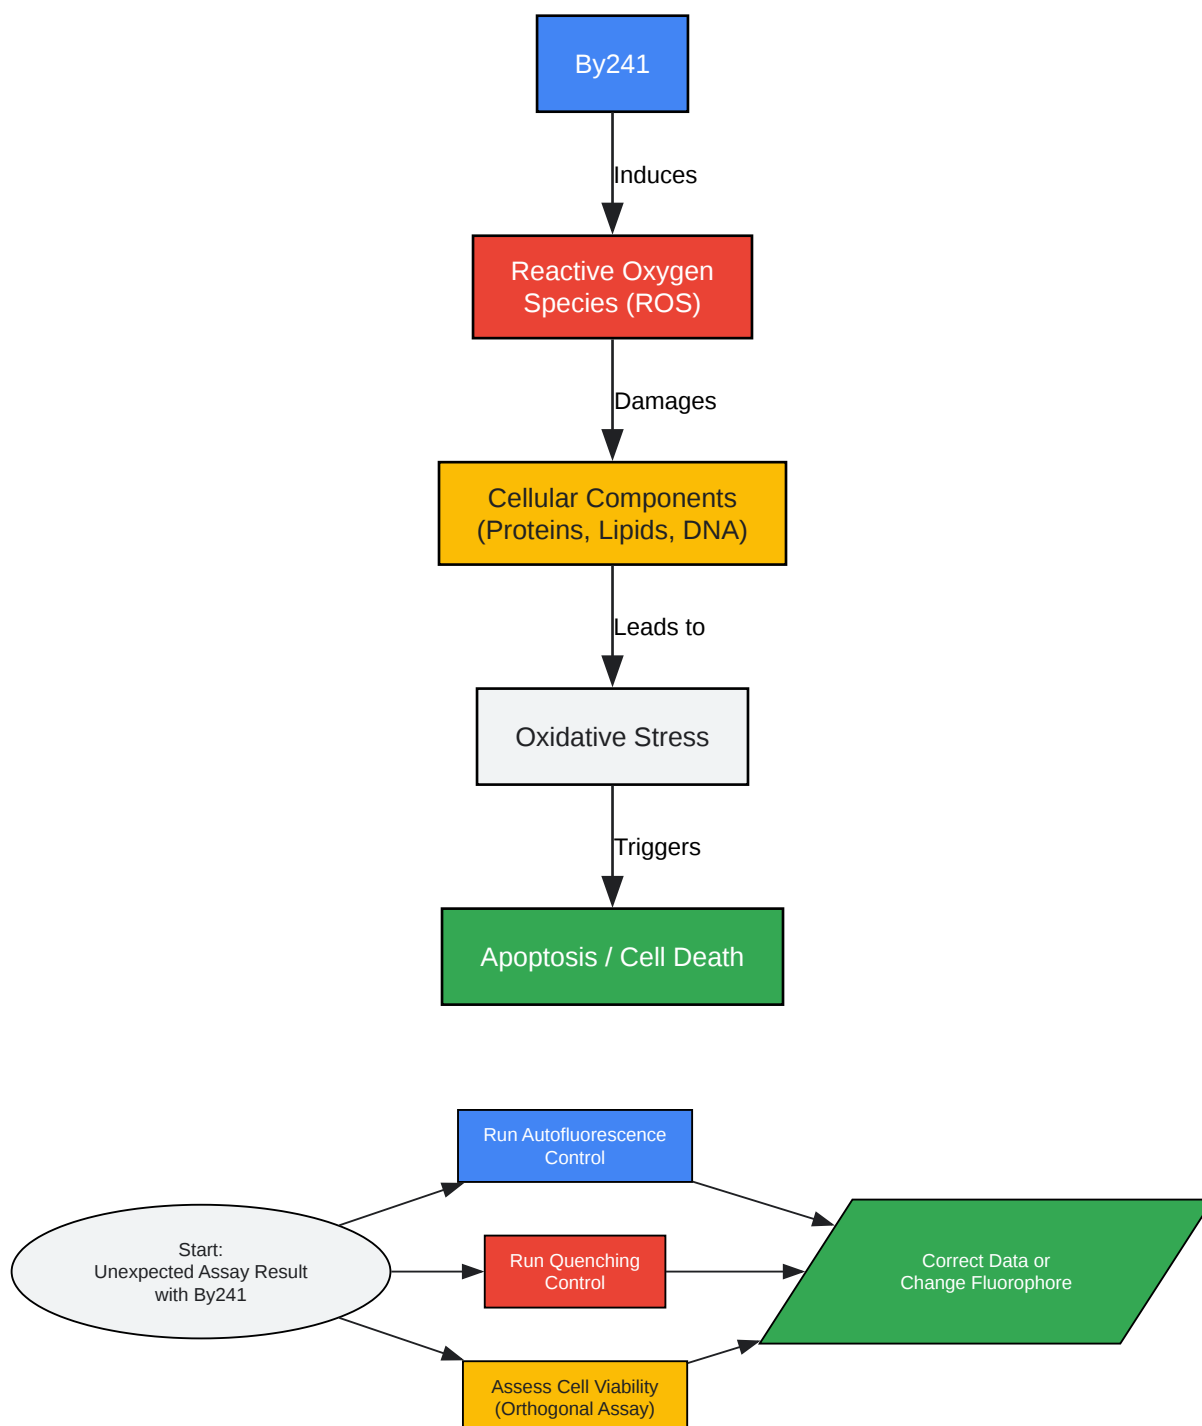 By241
Induces
Reactive Oxygen
Species (ROS)
Damages
Cellular Components
(Proteins, Lipids, DNA)
Leads to
Oxidative Stress
Triggers
Apoptosis / Cell Death
Run Autofluorescence
Control
Start:
Unexpected Assay Result
with By241
Run Quenching
Control
Correct Data or
Change Fluorophore
Assess Cell Viability
(Orthogonal Assay)